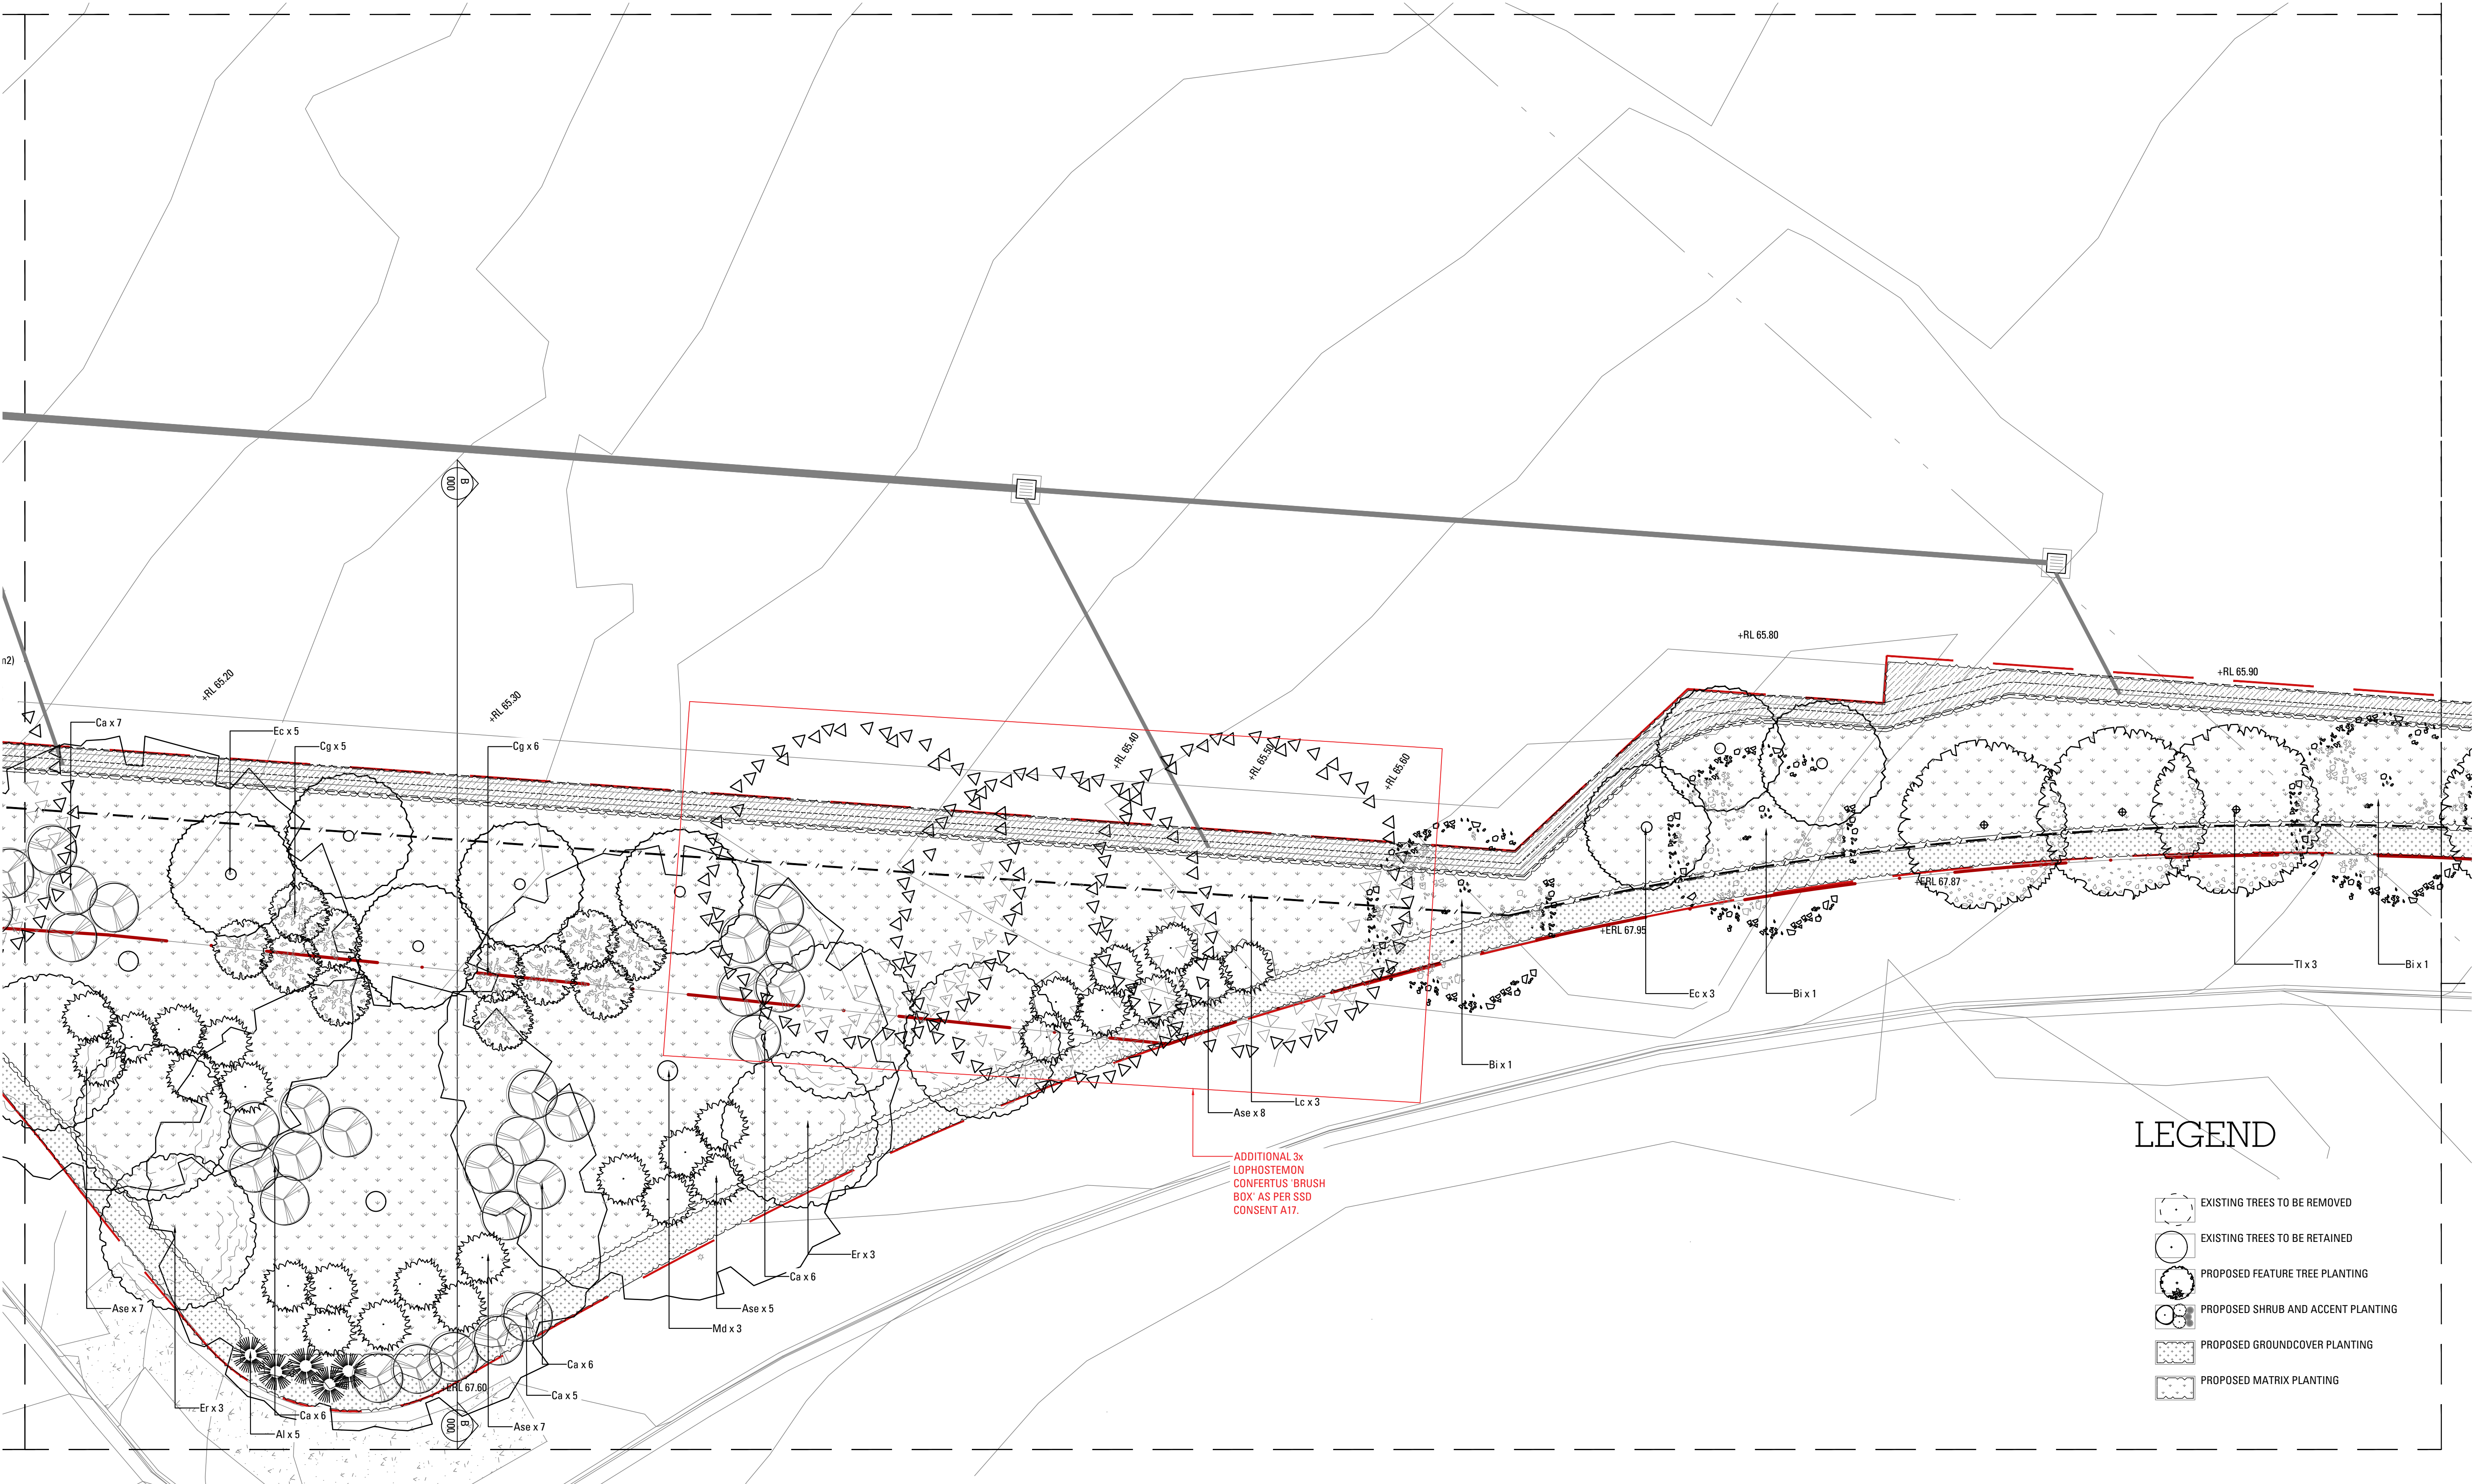 B
000
+RL 65.80
n2)
+RL 65.90
+RL 65.20
+RL 65.30
Ca x 7
Ec x 5
Cg x 5
Cg x 6
+RL 65.40
+RL 65.50
+RL 65.60
+ERL 67.87
+ERL 67.95
Tl x 3
Bi x 1
Ec x 3
Bi x 1
Bi x 1
Lc x 3
Ase x 8
LEGEND
ADDITIONAL 3x
LOPHOSTEMON
CONFERTUS 'BRUSH
BOX' AS PER SSD
CONSENT A17.
EXISTING TREES TO BE REMOVED
EXISTING TREES TO BE RETAINED
PROPOSED FEATURE TREE PLANTING
PROPOSED SHRUB AND ACCENT PLANTING
PROPOSED GROUNDCOVER PLANTING
PROPOSED MATRIX PLANTING
Er x 3
Ca x 6
Ase x 7
Ase x 5
Md x 3
Ca x 6
+ERL 67.60
Ca x 5
Er x 3
Ca x 6
Ase x 7
Al x 5
B
000